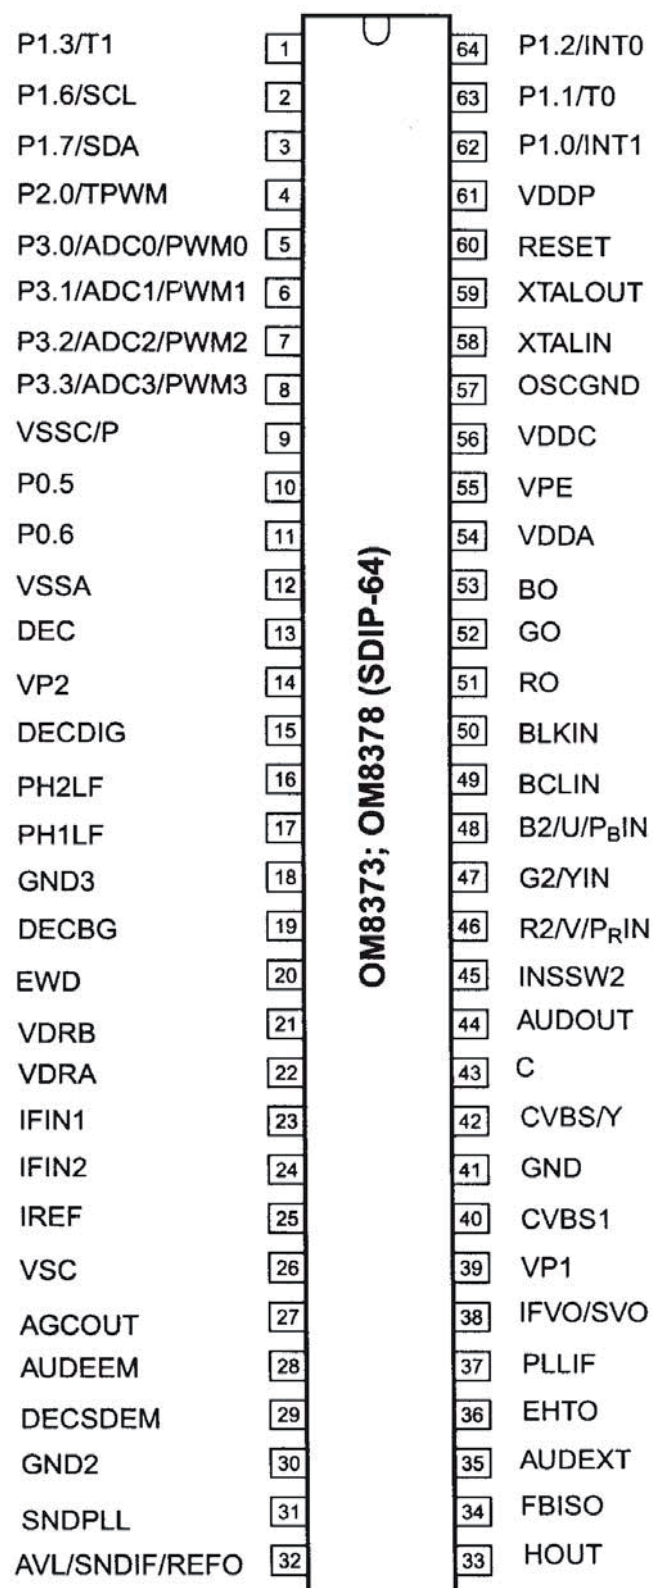 P1.3/T1 1 64 P1.2/INT0
P1.6/SCL 2 63 P1.1/T0
P1.7/SDA 3 62 P1.0/INT1
P2.0/TPWM 4 61 VDDP
P3.0/ADC0/PWM0 5 60 RESET
P3.1/ADC1/PWM1 6 59 XTALOUT
P3.2/ADC2/PWM2 7 58 XTALIN
P3.3/ADC3/PWM3 8 57 OSCGND
VSSC/P 9 56 VDDC
P0.5 10 55 VPE
P0.6 11 54 VDDA
VSSA 12 53 BO
DEC 13 52 GO
VP2 14 51 RO
DECDIG 15 50 BLKIN
PH2LF 16 49 BCLIN
PH1LF 17 48 B2/U/PBIN
GND3 18 47 G2/YIN
DECBG 19 46 R2/V/PRIN
EWD 20 45 INSSW2
VDRB 21 44 AUDOUT
VDRA 22 43 C
IFIN1 23 42 CVBS/Y
IFIN2 24 41 GND
IREF 25 40 CVBS1
VSC 26 39 VP1
AGCOUT 27 38 IFVO/SVO
AUDEEM 28 37 PLLIF
DECSDEM 29 36 EHTO
GND2 30 35 AUDEXT
SNDPLL 31 34 FBISO
AVL/SNDIF/REFO 32 33 HOUT
OM8373; OM8378 (SDIP-64)